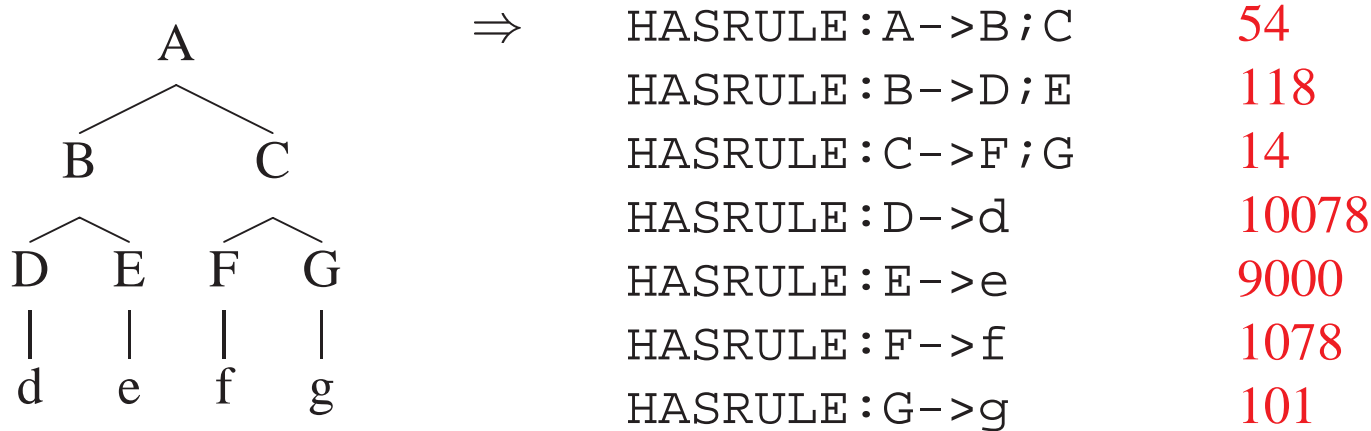 A
B C
D E F G
d e f g
⇒ HASRULE:A->B;C 54
HASRULE:B->D;E 118
HASRULE:C->F;G 14
HASRULE:D->d 10078
HASRULE:E->e 9000
HASRULE:F->f 1078
HASRULE:G->g 101